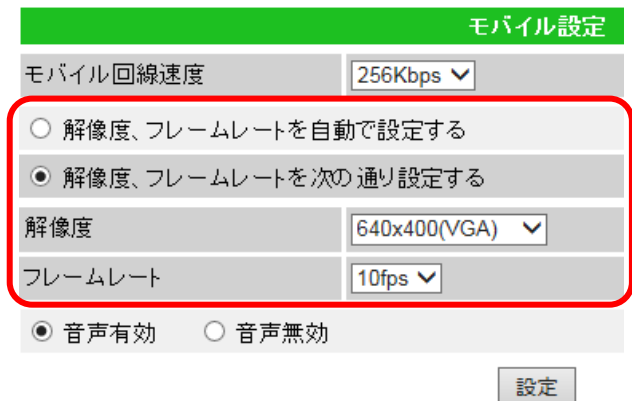 モバイル設定
モバイル回線速度 256Kbps
解像度、フレームレートを自動で設定する
解像度、フレームレートを次の通り設定する
解像度 640x400(VGA)
フレームレート 10fps
音声有効 音声無効
設定